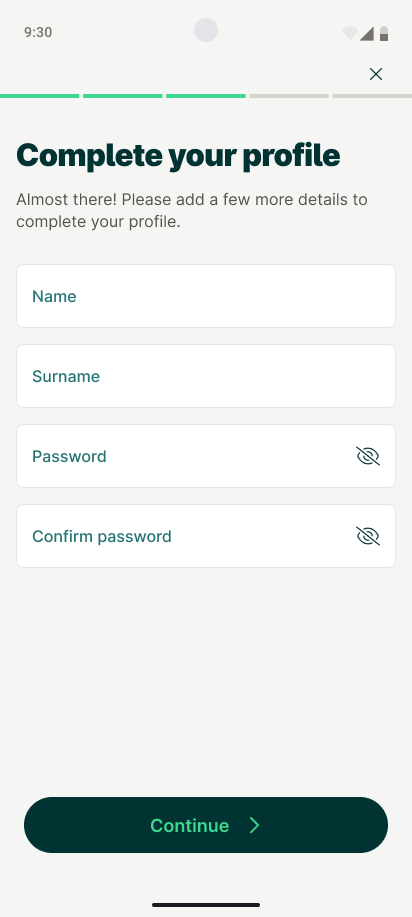 9:30
Complete your profile
Almost there! Please add a few more details to
complete your profile.
Name
Surname
Password
Confirm password
Continue